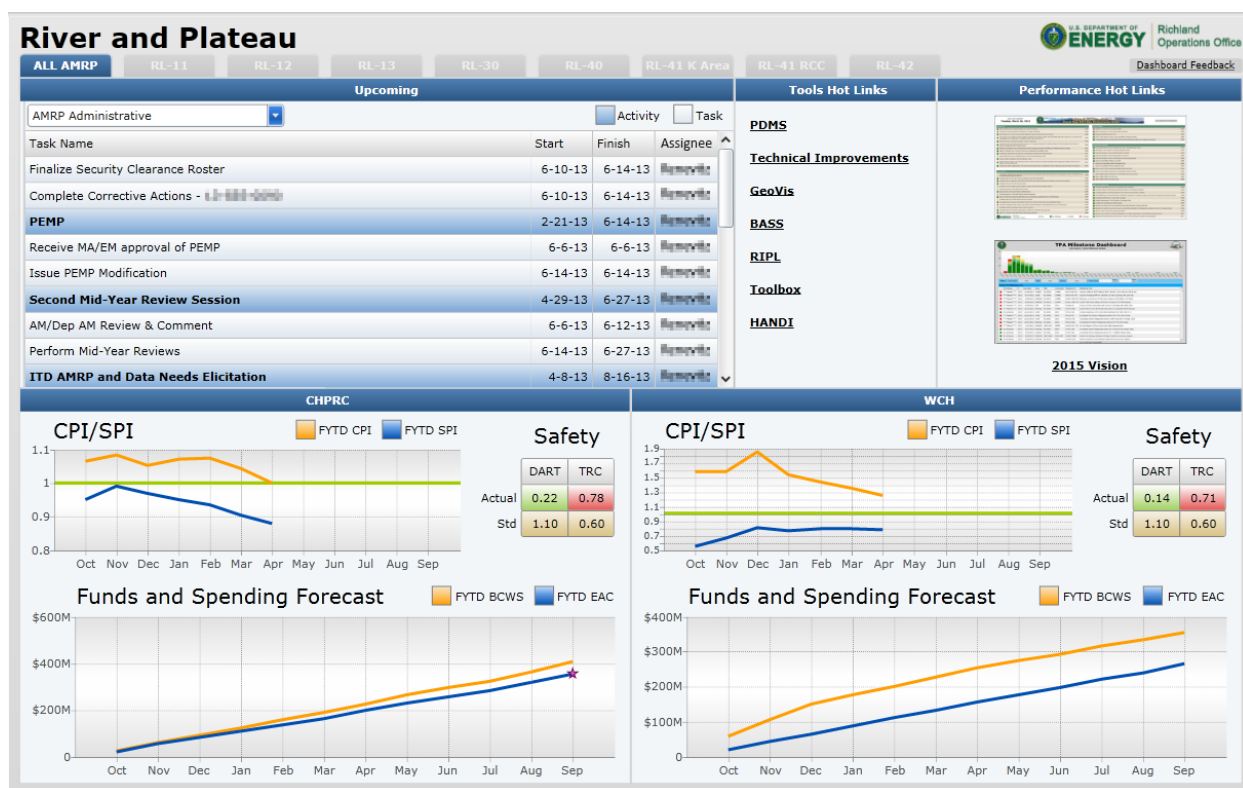 River and Plateau
U.S. DEPARTMENT OF
ENERGY
Richland
Operations Office
ALL AMRP RL-11 RL-12 RL-13 RL-30 RL-40 RL-41 K Area RL-41 RCC RL-42
Dashboard Feedback
Upcoming
AMRP Administrative
Activity Task
Task Name Start Finish Assignee
Finalize Security Clearance Roster 6-10-13 6-14-13
Complete Corrective Actions - 6-10-13 6-14-13
PEMP 2-21-13 6-14-13
Receive MA/EM approval of PEMP 6-6-13 6-6-13
Issue PEMP Modification 6-14-13 6-14-13
Second Mid-Year Review Session 4-29-13 6-27-13
AM/Dep AM Review & Comment 6-6-13 6-12-13
Perform Mid-Year Reviews 6-14-13 6-27-13
ITD AMRP and Data Needs Elicitation 4-8-13 8-16-13
Tools Hot Links
PDMS
Technical Improvements
GeoVis
BASS
RIPL
Toolbox
HANDI
Performance Hot Links
TPA Milestone Dashboard
2015 Vision
CHPRC
CPI/SPI
FYTD CPI FYTD SPI
1.1
1
0.9
0.8
Oct Nov Dec Jan Feb Mar Apr May Jun Jul Aug Sep
Safety
DART TRC
Actual 0.22 0.78
Std 1.10 0.60
Funds and Spending Forecast
FYTD BCWS FYTD EAC
$600M
$400M
$200M
0
Oct Nov Dec Jan Feb Mar Apr May Jun Jul Aug Sep
WCH
CPI/SPI
FYTD CPI FYTD SPI
1.9
1.7
1.5
1.3
1.1
0.9
0.7
0.5
Oct Nov Dec Jan Feb Mar Apr May Jun Jul Aug Sep
Safety
DART TRC
Actual 0.14 0.71
Std 1.10 0.60
Funds and Spending Forecast
FYTD BCWS FYTD EAC
$400M
$300M
$200M
$100M
0
Oct Nov Dec Jan Feb Mar Apr May Jun Jul Aug Sep